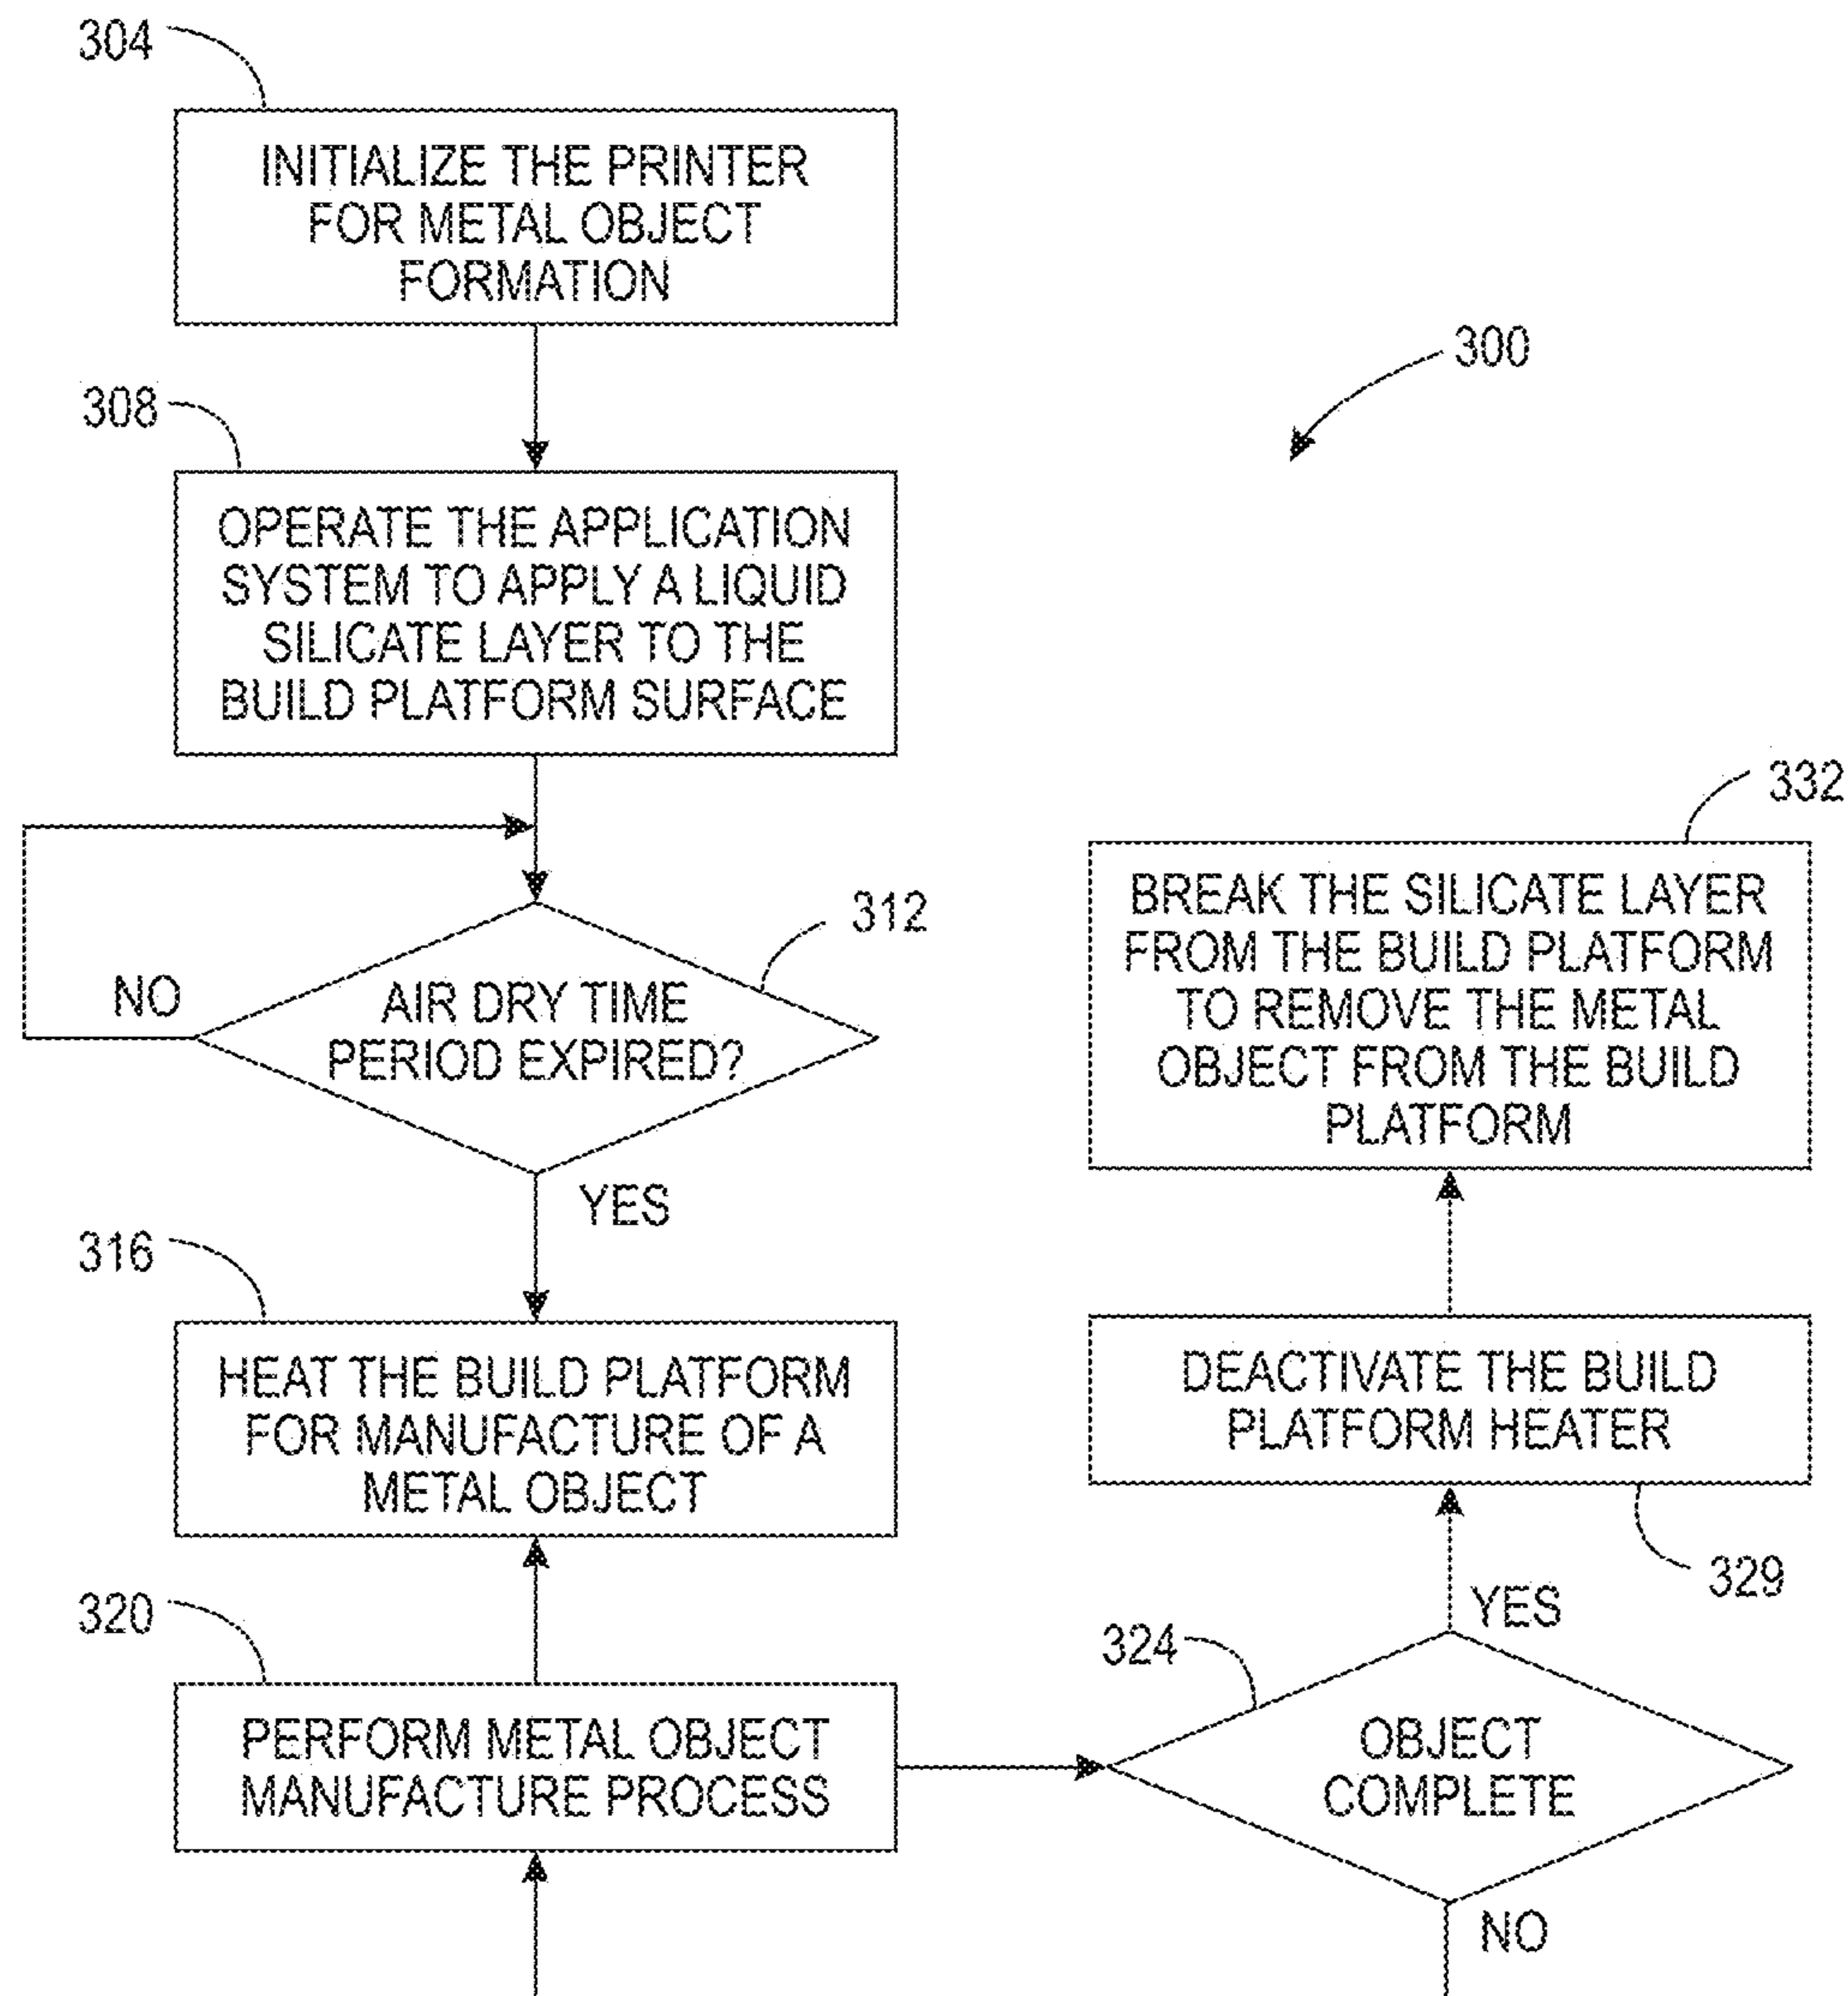 304
INITIALIZE THE PRINTER
FOR METAL OBJECT
FORMATION
300
308
OPERATE THE APPLICATION
SYSTEM TO APPLY A LIQUID
SILICATE LAYER TO THE
BUILD PLATFORM SURFACE
312
NO
AIR DRY TIME
PERIOD EXPIRED?
YES
316
HEAT THE BUILD PLATFORM
FOR MANUFACTURE OF A
METAL OBJECT
320
PERFORM METAL OBJECT
MANUFACTURE PROCESS
324
OBJECT
COMPLETE
NO
YES
329
DEACTIVATE THE BUILD
PLATFORM HEATER
332
BREAK THE SILICATE LAYER
FROM THE BUILD PLATFORM
TO REMOVE THE METAL
OBJECT FROM THE BUILD
PLATFORM